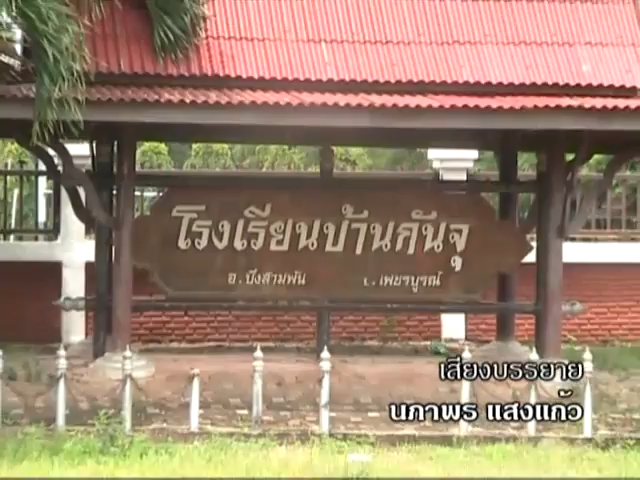 โรงเรียนบ้านกันจุ
อ.บึงสามพัน จ.เพชรบูรณ์
เสียงบรรยาย
นภาพร แสงแก้ว